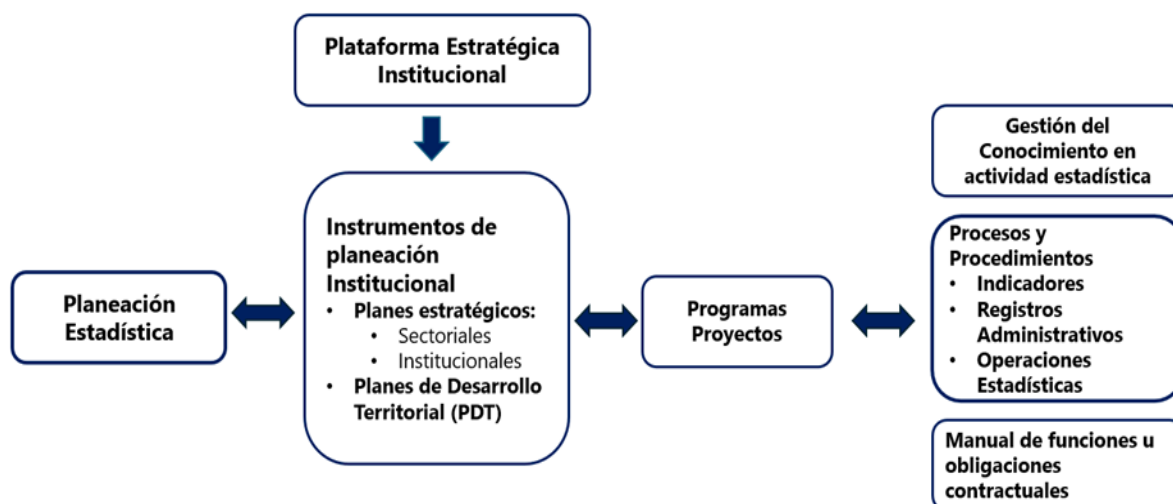 Plataforma Estratégica
Institucional
Gestión del
Conocimiento en
actividad estadística
Instrumentos de
planeación
Institucional
• Planes estratégicos:
• Sectoriales
• Institucionales
• Planes de Desarrollo
Territorial (PDT)
Planeación
Estadística
Programas
Proyectos
Procesos y
Procedimientos
• Indicadores
• Registros
Administrativos
• Operaciones
Estadísticas
Manual de funciones u
obligaciones
contractuales